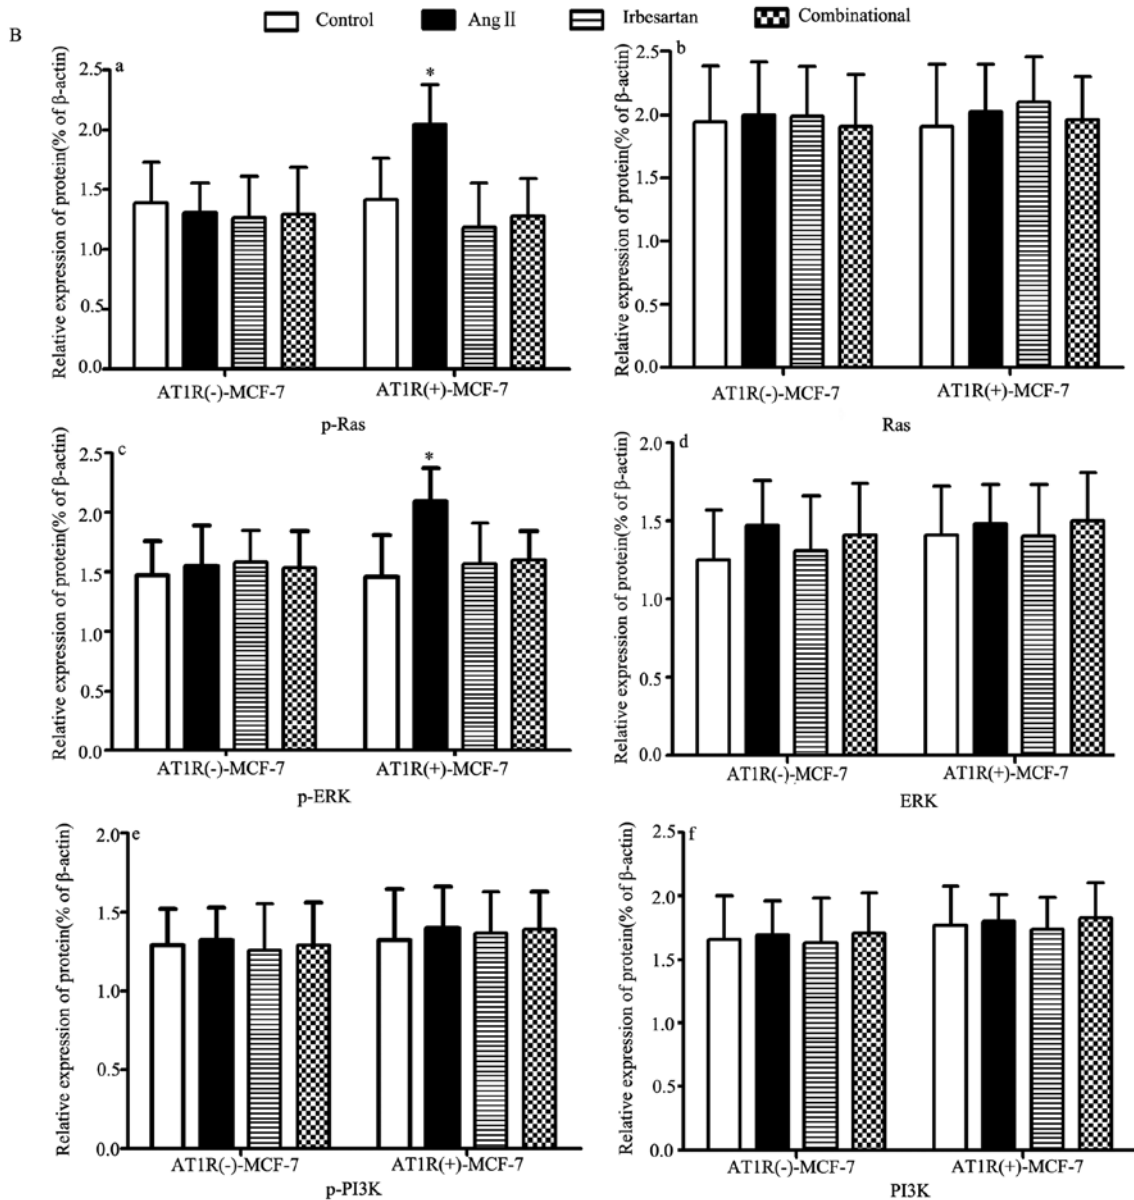 Control Ang II Irbesartan Combinational
B
a
Relative expression of protein(% of β-actin)
2.5
*
2.0
1.5
1.0
0.5
0.0
AT1R(-)-MCF-7 AT1R(+)-MCF-7
p-Ras
b
Relative expression of protein(% of β-actin)
2.5
2.0
1.5
1.0
0.5
0.0
AT1R(-)-MCF-7 AT1R(+)-MCF-7
Ras
c
Relative expression of protein(% of β-actin)
2.5
*
2.0
1.5
1.0
0.5
0.0
AT1R(-)-MCF-7 AT1R(+)-MCF-7
p-ERK
d
Relative expression of protein(% of β-actin)
2.0
1.5
1.0
0.5
0.0
AT1R(-)-MCF-7 AT1R(+)-MCF-7
ERK
e
Relative expression of protein(% of β-actin)
2.0
1.5
1.0
0.5
0.0
AT1R(-)-MCF-7 AT1R(+)-MCF-7
p-PI3K
f
Relative expression of protein(% of β-actin)
2.5
2.0
1.5
1.0
0.5
0.0
AT1R(-)-MCF-7 AT1R(+)-MCF-7
PI3K